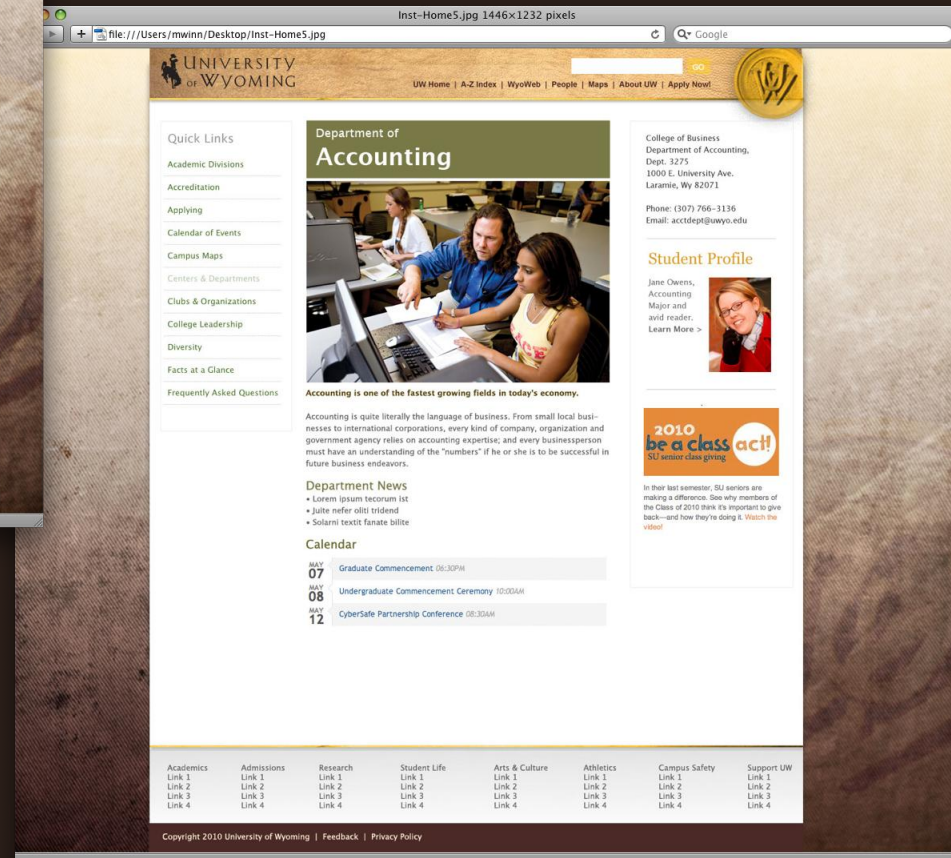 Inst-Home5.jpg 1446×1232 pixels
file:///Users/mwinn/Desktop/Inst-Home5.jpg
Google
UNIVERSITY
OF WYOMING
GO
UW Home | A-Z Index | WyoWeb | People | Maps | About UW | Apply Now!
W
Quick Links
Academic Divisions
Accreditation
Applying
Calendar of Events
Campus Maps
Centers & Departments
Clubs & Organizations
College Leadership
Diversity
Facts at a Glance
Frequently Asked Questions
Department of
Accounting
Accounting is one of the fastest growing fields in today's economy.
Accounting is quite literally the language of business. From small local busi-
nesses to international corporations, every kind of company, organization and
government agency relies on accounting expertise; and every businessperson
must have an understanding of the "numbers" if he or she is to be successful in
future business endeavors.
Department News
• Lorem ipsum tecorum ist
• Juite nefer oliti tridend
• Solarni textit fanate bilite
Calendar
MAY
07
Graduate Commencement 06:30PM
MAY
08
Undergraduate Commencement Ceremony 10:00AM
MAY
12
CyberSafe Partnership Conference 08:30AM
College of Business
Department of Accounting,
Dept. 3275
1000 E. University Ave.
Laramie, Wy 82071
Phone: (307) 766-3136
Email: acctdept@uwyo.edu
Student Profile
Jane Owens,
Accounting
Major and
avid reader.
Learn More >
2010
be a class act!
SU senior class giving
In their last semester, SU seniors are
making a difference. See why members of
the Class of 2010 think it's important to give
back—and how they're doing it. Watch the
video!
Academics
Link 1
Link 2
Link 3
Link 4
Admissions
Link 1
Link 2
Link 3
Link 4
Research
Link 1
Link 2
Link 3
Link 4
Student Life
Link 1
Link 2
Link 3
Link 4
Arts & Culture
Link 1
Link 2
Link 3
Link 4
Athletics
Link 1
Link 2
Link 3
Link 4
Campus Safety
Link 1
Link 2
Link 3
Link 4
Support UW
Link 1
Link 2
Link 3
Link 4
Copyright 2010 University of Wyoming | Feedback | Privacy Policy